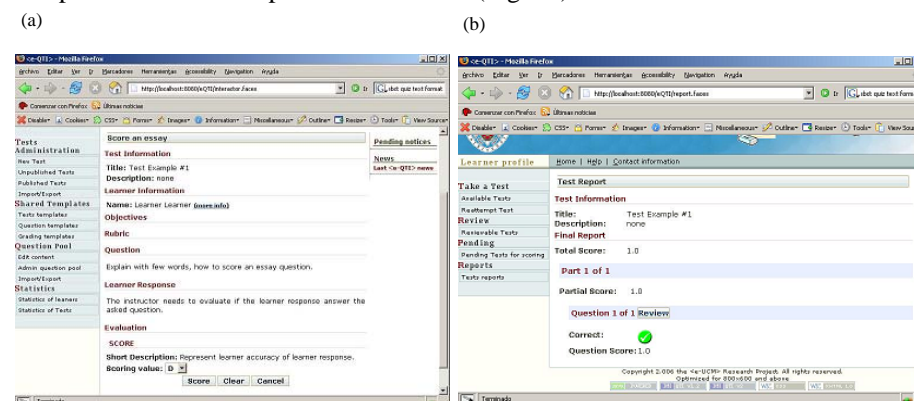 (a)
(b)
<e-QTI> - Mozilla Firefox
Archivo Editar Ver Ir Marcadores Herramientas Accessibility Navigation Ayuda
http://localhost:8080/eQTI/interactor.faces
Ir
Comenzar con Firefox Últimas noticias
Disable Cookies CSS Forms Images Information Miscellaneous Outline Resize Tools View Source
Tests
Administration
New Test
Unpublished Tests
Published Tests
Import/Export
Shared Templates
Tests templates
Question templates
Grading templates
Question Pool
Edit content
Admin question pool
Import/Export
Statistics
Statistics of learners
Statistics of Tests
Score an essay
Test Information
Title: Test Example #1
Description: none
Learner Information
Name: Learner Learner (more info)
Objectives
Rubric
Question
Explain with few words, how to score an essay question.
Learner Response
The instructor needs to evaluate if the learner response answer the
asked question.
Evaluation
SCORE
Short Description: Represent learner accuracy of learner response.
Scoring value: D
Score Clear Cancel
Pending notices
News
Last <e-QTI> news
Terminado
<e-QTI> - Mozilla Firefox
Archivo Editar Ver Ir Marcadores Herramientas Accessibility Navigation Ayuda
http://localhost:8080/eQTI/report.faces
Ir
Comenzar con Firefox Últimas noticias
Disable Cookies CSS Forms Images Information Miscellaneous Outline Resize Tools View Sour
Learner profile
Home | Help | Contact information
Take a Test
Available Tests
Reattempt Test
Review
Reviewable Tests
Pending
Pending Tests for scoring
Reports
Tests reports
Test Report
Test Information
Title: Test Example #1
Description: none
Final Report
Total Score: 1.0
Part 1 of 1
Partial Score: 1.0
Question 1 of 1 Review
Correct:
Question Score: 1.0
Copyright 2.006 the <e-UCM> Research Project. All rights reserved.
Optimized for 800x600 and above
Terminado